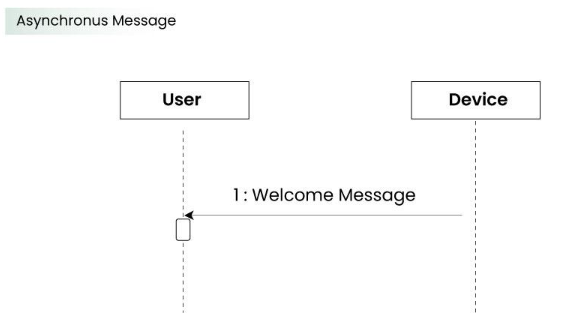 Asynchronus Message
User
Device
1 : Welcome Message